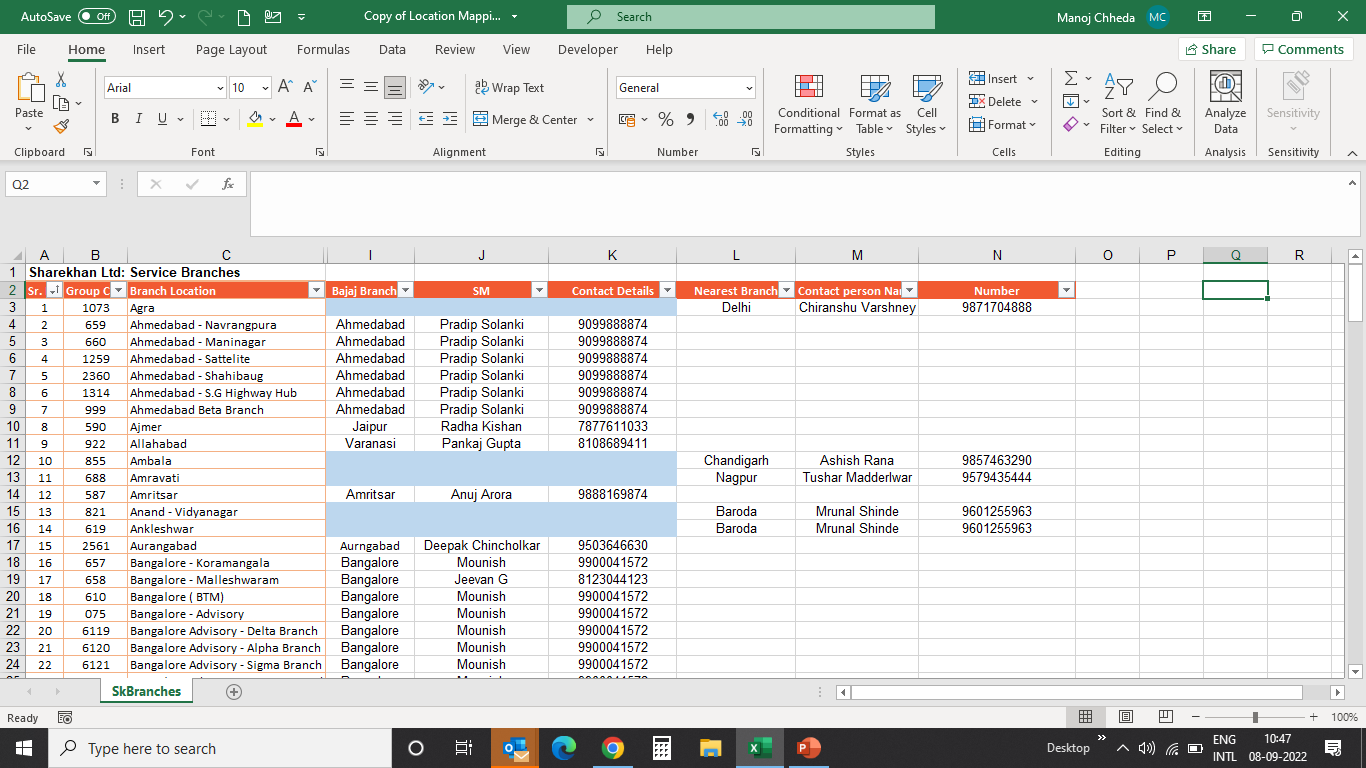 AutoSave Off Copy of Location Mappi... Search Manoj Chheda MC
File Home Insert Page Layout Formulas Data Review View Developer Help Share Comments
Paste Arial 10 Wrap Text General Conditional Formatting Format as Table Cell Styles Insert Sort & Filter Find & Select Analyze Data Sensitivity
B I U Merge & Center % Delete
Format
Clipboard Font Alignment Number Styles Cells Editing Analysis Sensitivity
Q2 fx
A B C I J K L M N O P Q R
1 Sharekhan Ltd: Service Branches
2 Sr. Group C Branch Location Bajaj Branch SM Contact Details Nearest Branch Contact person Nar Number
3 1 1073 Agra Delhi Chiranshu Varshney 9871704888
4 2 659 Ahmedabad - Navrangpura Ahmedabad Pradip Solanki 9099888874
5 3 660 Ahmedabad - Maninagar Ahmedabad Pradip Solanki 9099888874
6 4 1259 Ahmedabad - Sattelite Ahmedabad Pradip Solanki 9099888874
7 5 2360 Ahmedabad - Shahibaug Ahmedabad Pradip Solanki 9099888874
8 6 1314 Ahmedabad - S.G Highway Hub Ahmedabad Pradip Solanki 9099888874
9 7 999 Ahmedabad Beta Branch Ahmedabad Pradip Solanki 9099888874
10 8 590 Ajmer Jaipur Radha Kishan 7877611033
11 9 922 Allahabad Varanasi Pankaj Gupta 8108689411
12 10 855 Ambala Chandigarh Ashish Rana 9857463290
13 11 688 Amravati Nagpur Tushar Madderlwar 9579435444
14 12 587 Amritsar Amritsar Anuj Arora 9888169874
15 13 821 Anand - Vidyanagar Baroda Mrunal Shinde 9601255963
16 14 619 Ankleshwar Baroda Mrunal Shinde 9601255963
17 15 2561 Aurangabad Aurngabad Deepak Chincholkar 9503646630
18 16 657 Bangalore - Koramangala Bangalore Mounish 9900041572
19 17 658 Bangalore - Malleshwaram Bangalore Jeevan G 8123044123
20 18 610 Bangalore ( BTM) Bangalore Mounish 9900041572
21 19 075 Bangalore - Advisory Bangalore Mounish 9900041572
22 20 6119 Bangalore Advisory - Delta Branch Bangalore Mounish 9900041572
23 21 6120 Bangalore Advisory - Alpha Branch Bangalore Mounish 9900041572
24 22 6121 Bangalore Advisory - Sigma Branch Bangalore Mounish 9900041572
SkBranches
Ready 100%
Type here to search Desktop ENG INTL 10:47 08-09-2022